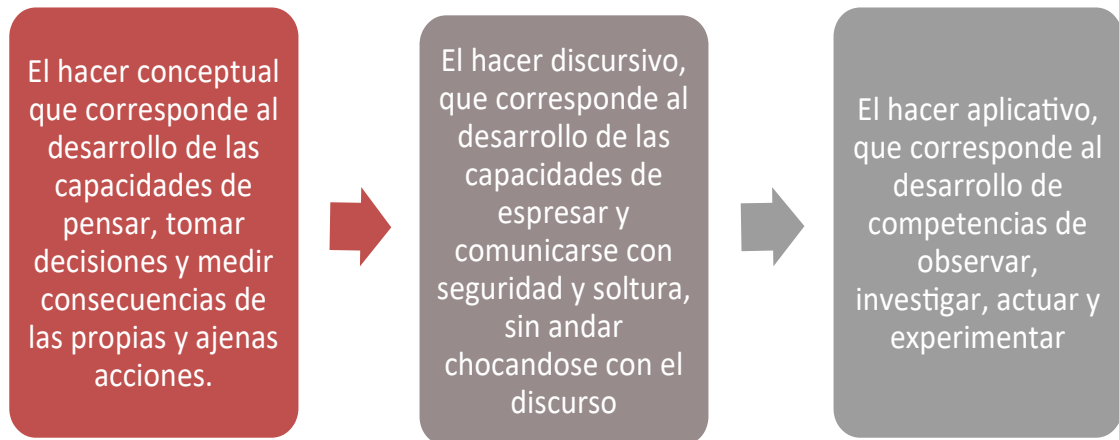 El hacer conceptual
que corresponde al
desarrollo de las
capacidades de
pensar, tomar
decisiones y medir
consecuencias de
las propias y ajenas
acciones.
El hacer discursivo,
que corresponde al
desarrollo de las
capacidades de
espresar y
comunicarse con
seguridad y soltura,
sin andar
chocandose con el
discurso
El hacer aplicativo,
que corresponde al
desarrollo de
competencias de
observar,
investigar, actuar y
experimentar